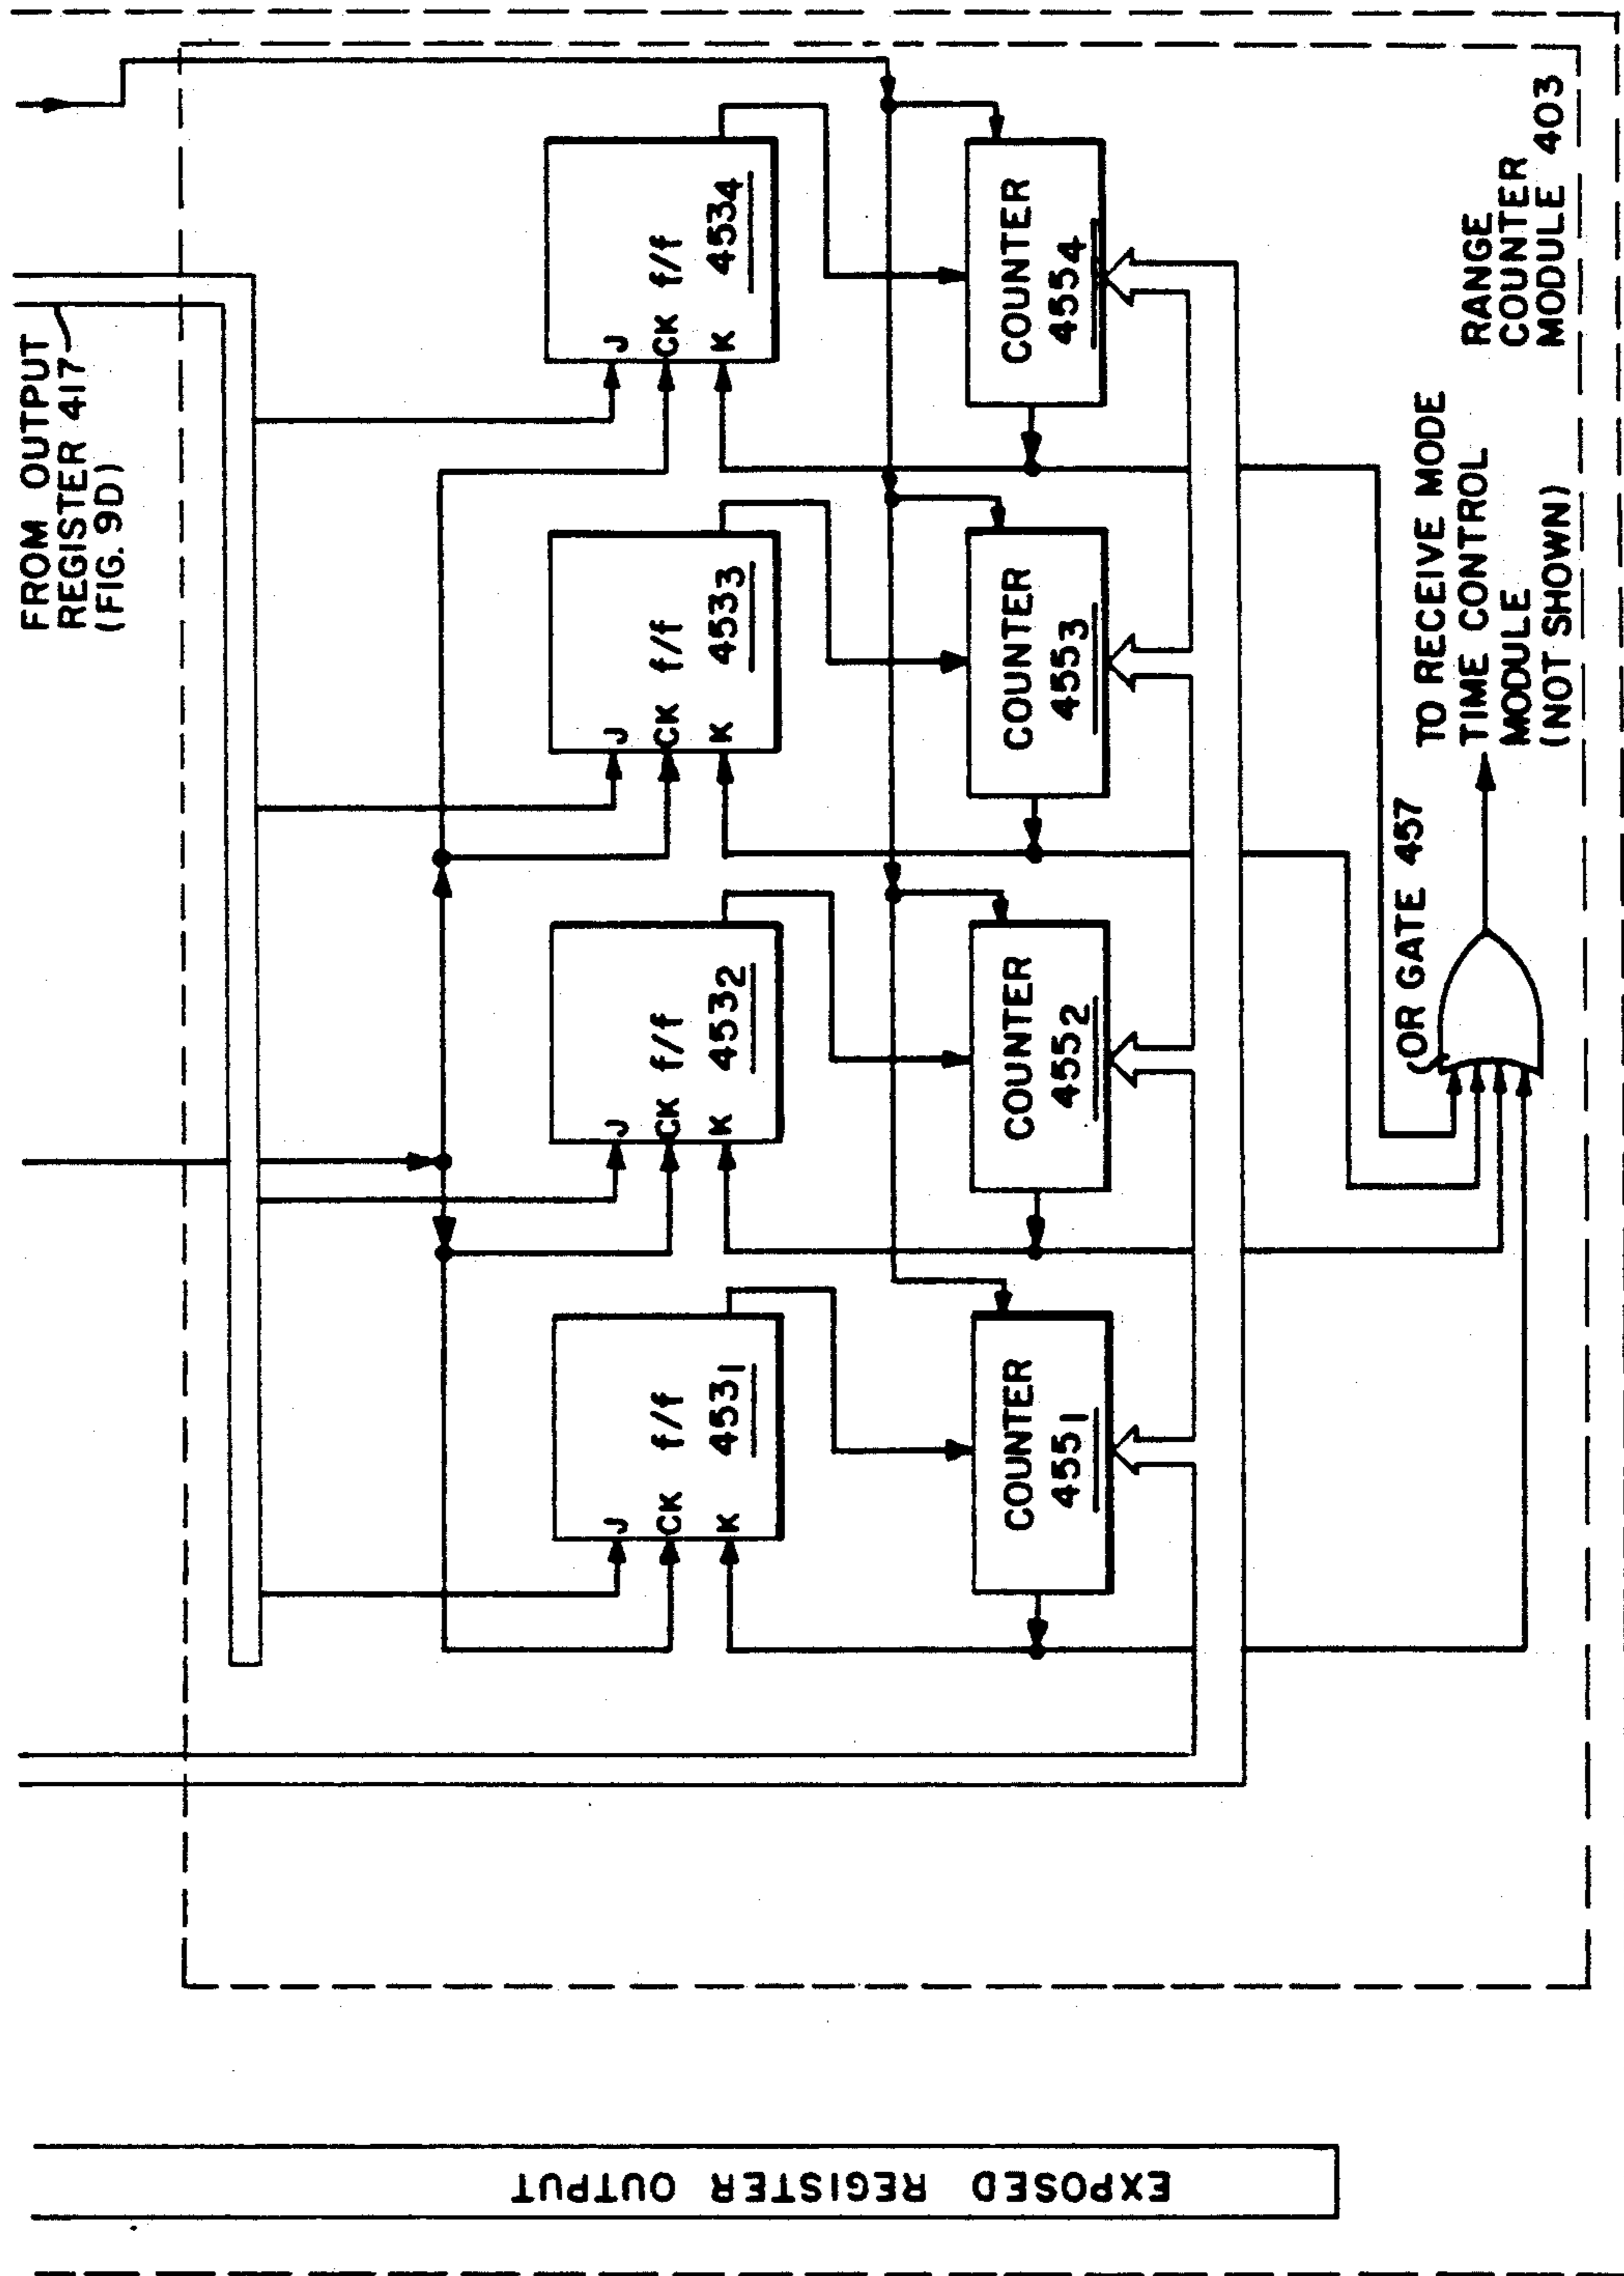 FROM OUTPUT
REGISTER 417
(FIG. 9D)
J
CK f/f
K
453₁
J
CK f/f
K
453₂
J
CK f/f
K
453₃
J
CK f/f
K
453₄
COUNTER
455₁
COUNTER
455₂
COUNTER
455₃
COUNTER
455₄
OR GATE 457
TO RECEIVE MODE
TIME CONTROL
MODULE
(NOT SHOWN)
RANGE
COUNTER
MODULE 403
EXPOSED REGISTER OUTPUT